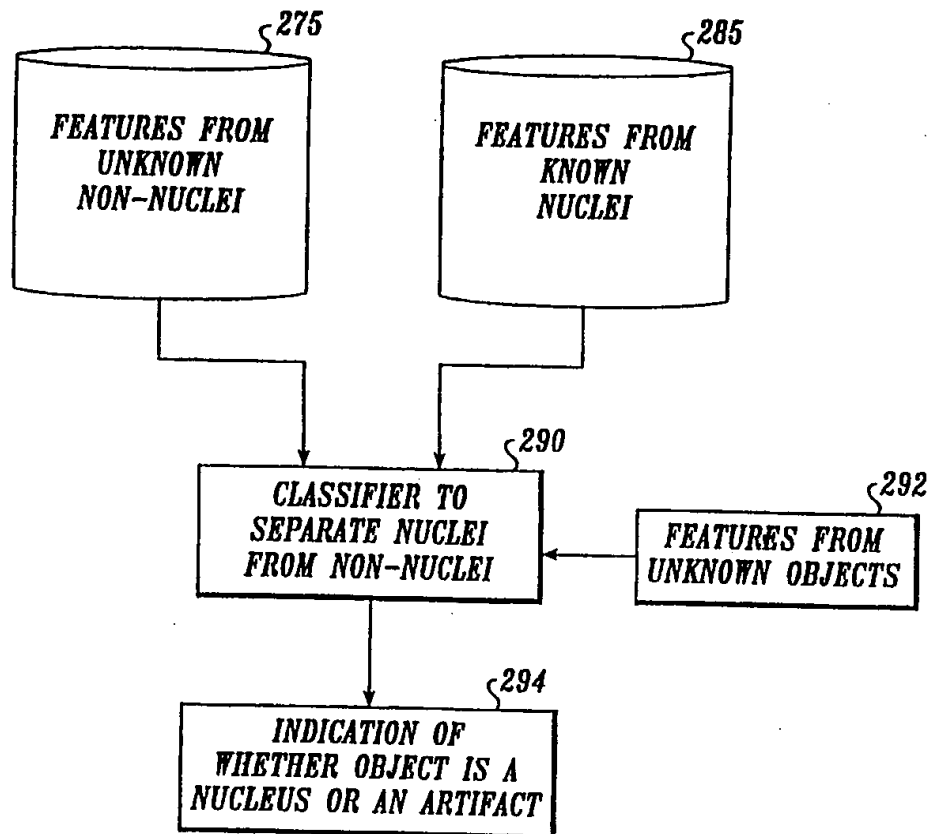 275
FEATURES FROM
UNKNOWN
NON-NUCLEI
285
FEATURES FROM
KNOWN
NUCLEI
290
CLASSIFIER TO
SEPARATE NUCLEI
FROM NON-NUCLEI
292
FEATURES FROM
UNKNOWN OBJECTS
294
INDICATION OF
WHETHER OBJECT IS A
NUCLEUS OR AN ARTIFACT